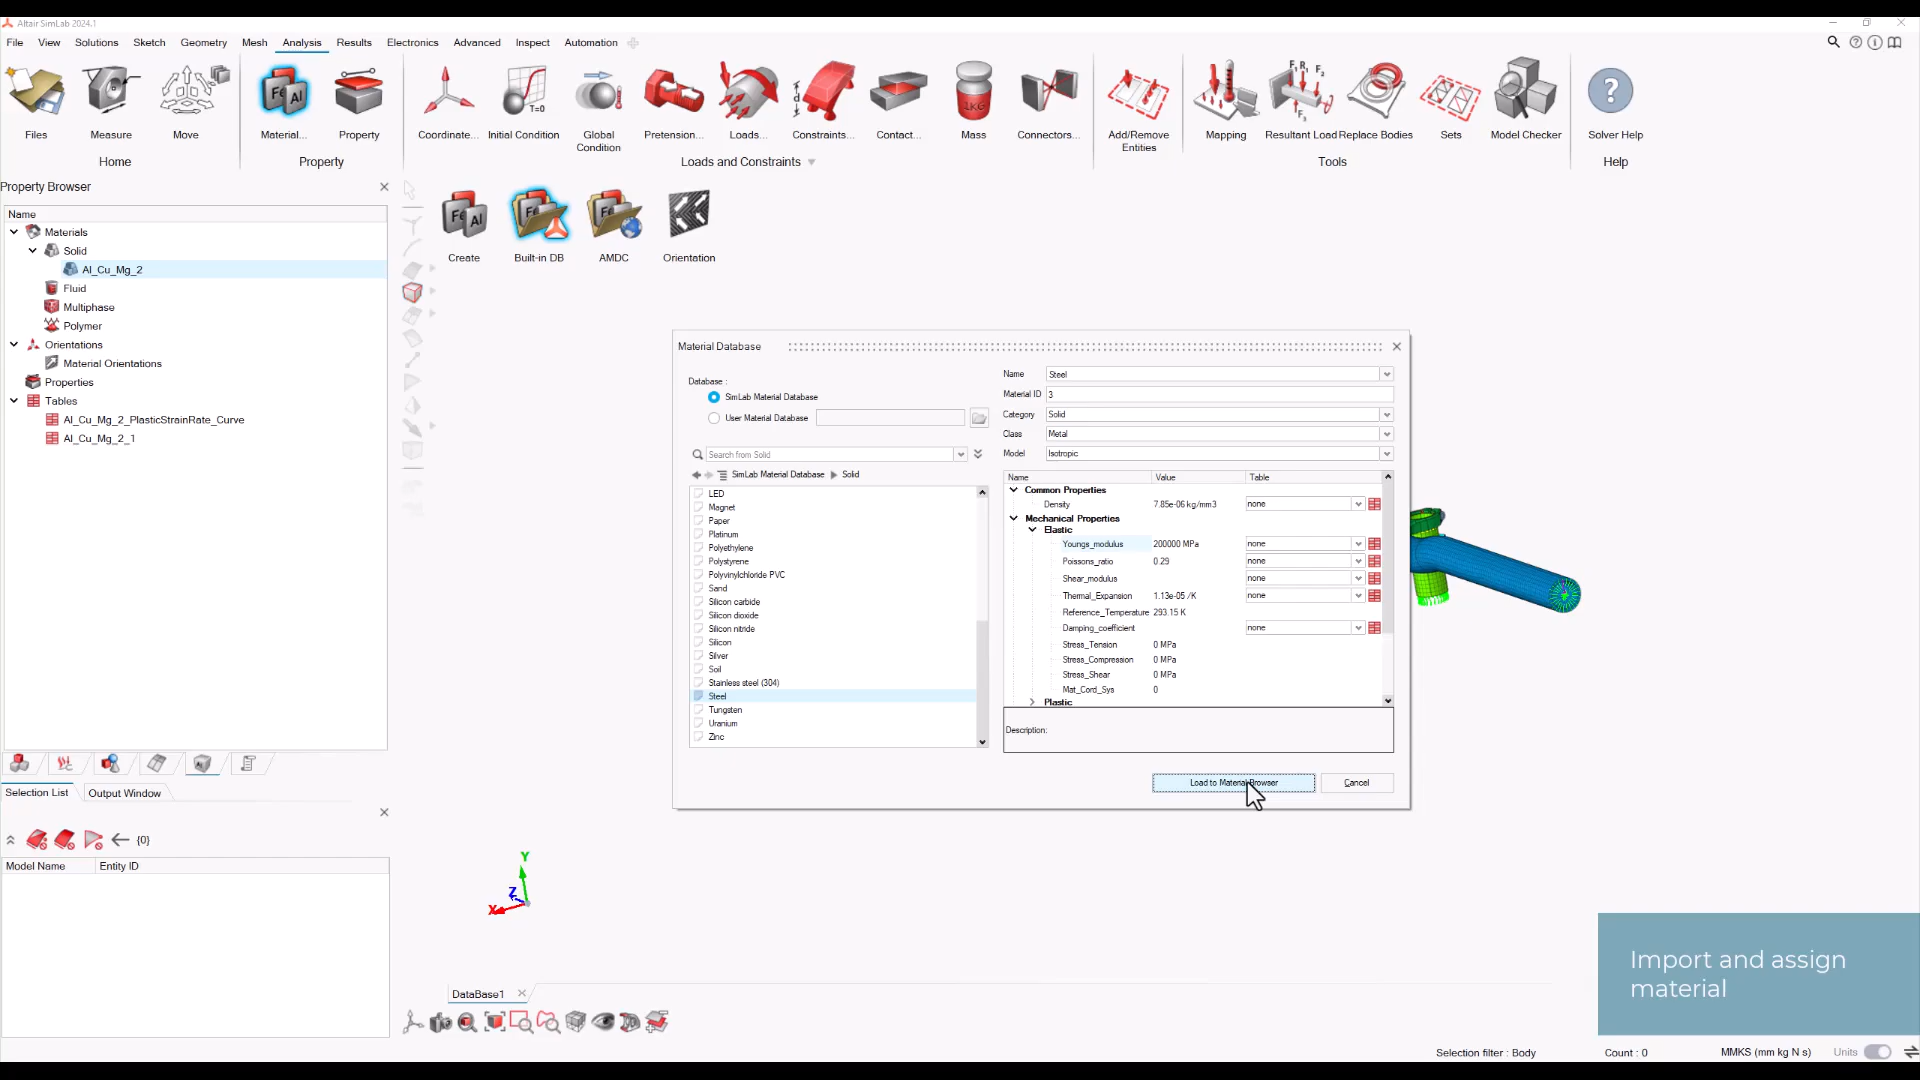 Altair SimLab 2024.1
File View Solutions Sketch Geometry Mesh Analysis Results Electronics Advanced Inspect Automation
Fe Al
T=0
1KG
F1 R1 F2
F3
Files Measure Move Material... Property Coordinate... Initial Condition Global Condition Pretension... Loads... Constraints... Contact... Mass Connectors... Add/Remove Entities Mapping Resultant Load Replace Bodies Sets Model Checker Solver Help
Home Property Loads and Constraints Tools Help
Property Browser
Name
Materials
Solid
Al_Cu_Mg_2
Fluid
Multiphase
Polymer
Orientations
Material Orientations
Properties
Tables
Al_Cu_Mg_2_PlasticStrainRate_Curve
Al_Cu_Mg_2_1
Create Built-in DB AMDC Orientation
Material Database
Database :
SimLab Material Database
User Material Database
Search from Solid
SimLab Material Database Solid
LED
Magnet
Paper
Platinum
Polyethylene
Polystyrene
Polyvinylchloride PVC
Sand
Silicon carbide
Silicon dioxide
Silicon nitride
Silicon
Silver
Soil
Stainless steel (304)
Steel
Tungsten
Uranium
Zinc
Name Steel
Material ID 3
Category Solid
Class Metal
Model Isotropic
Name Value Table
Common Properties
Density 7.85e-06 kg/mm3 none
Mechanical Properties
Elastic
Youngs_modulus 200000 MPa none
Poissons_ratio 0.29 none
Shear_modulus none
Thermal_Expansion 1.13e-05 /K none
Reference_Temperature 293.15 K
Damping_coefficient none
Stress_Tension 0 MPa
Stress_Compression 0 MPa
Stress_Shear 0 MPa
Mat_Cord_Sys 0
Plastic
Description:
Load to Material Browser Cancel
Selection List Output Window
{0}
Model Name Entity ID
Y
Z
X
DataBase1
Import and assign
material
Selection filter : Body Count : 0 MMKS (mm kg N s) Units